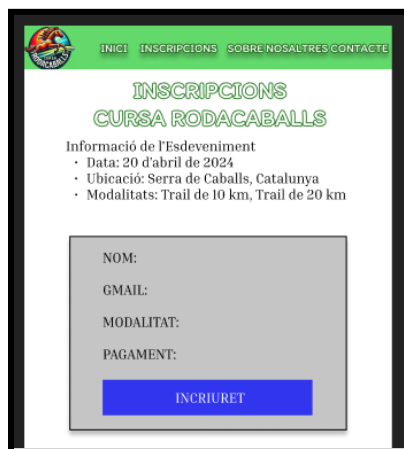 RODACABALLS
INICI INSCRIPCIONS SOBRE NOSALTRES CONTACTE
INSCRIPCIONS
CURSA RODACABALLS
Informació de l'Esdeveniment
· Data: 20 d'abril de 2024
· Ubicació: Serra de Caballs, Catalunya
· Modalitats: Trail de 10 km, Trail de 20 km
NOM:
GMAIL:
MODALITAT:
PAGAMENT:
INCRIURET